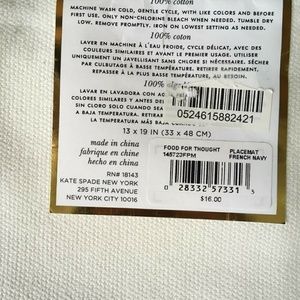 100% cotton
MACHINE WASH COLD, GENTLE CYCLE, WITH LIKE COLORS AND BEFORE
FIRST USE. ONLY NON-CHLORINE BLEACH WHEN NEEDED. TUMBLE DRY
LOW. REMOVE PROMPTLY, IRON ON LOWEST SETTING AS NEEDED.
100% coton
LAVER EN MACHINE À L'EAU FROIDE, CYCLE DÉLICAT, AVEC DES
COULEURS SIMILAIRES ET AVANT LE PREMIER USAGE. UTILISER
UNIQUEMENT UN JAVELLISANT SANS CHLORE SI NÉCESSAIRE. SÉCHER
PAR CULBUTAGE À BASSE TEMPÉRATURE. RETIRER RAPIDEMENT.
REPASSER À BASSE TEMPÉRATURE, AU BESOIN.
100%
LAVAR EN LAVADORA CON
COLORES SIMILARES Y ANTES DEL
SIN CLORO SOLO CUANDO SEA
A BAJA TEMPERATURA. RETIRAR
LA TEMPERATURA MÁS BAJA
0524615882421
13 X 19 IN (33 x 48 CM)
made in china
fabrique en chine
hecho en china
RN# 18143
KATE SPADE NEW YORK
295 FIFTH AVENUE
NEW YORK CITY 10016
FOOD FOR THOUGHT
145723FPM
PLACEMAT
FRENCH NAVY
0 28332 57331 5
$16.00